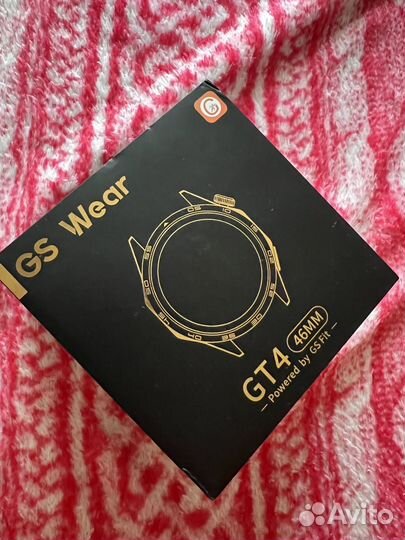 GS Wear
GT4 46MM
— Powered by GS Fit —
Avito